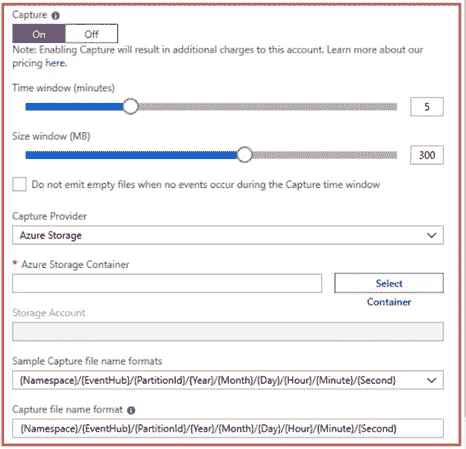 Capture
On Off
Note: Enabling Capture will result in additional charges to this account. Learn more about our
pricing here.
Time window (minutes)
5
Size window (MB)
300
Do not emit empty files when no events occur during the Capture time window
Capture Provider
Azure Storage
* Azure Storage Container
Select
Container
Storage Account
Sample Capture file name formats
{Namespace}/{EventHub}/{PartitionId}/{Year}/{Month}/{Day}/{Hour}/{Minute}/{Second}
Capture file name format
{Namespace}/{EventHub}/{PartitionId}/{Year}/{Month}/{Day}/{Hour}/{Minute}/{Second}